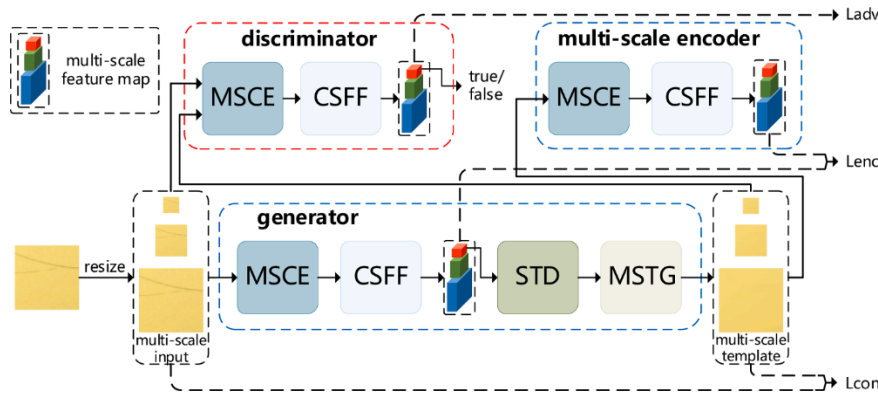 multi-scale
feature map
discriminator
MSCE
CSFF
true/
false
multi-scale encoder
MSCE
CSFF
Ladv
Lenc
generator
resize
MSCE
CSFF
STD
MSTG
multi-scale
input
multi-scale
template
Lcon